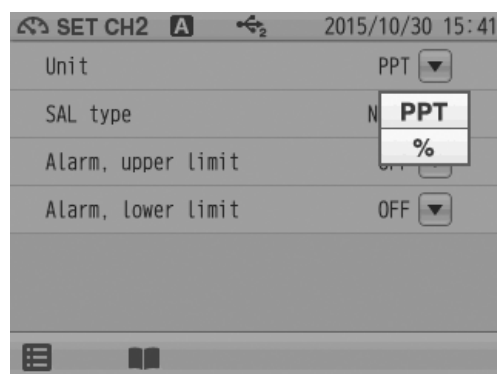 SET CH2 A 2 2015/10/30 15:41
Unit PPT
SAL type N
PPT
%
Alarm, upper limit
Alarm, lower limit OFF